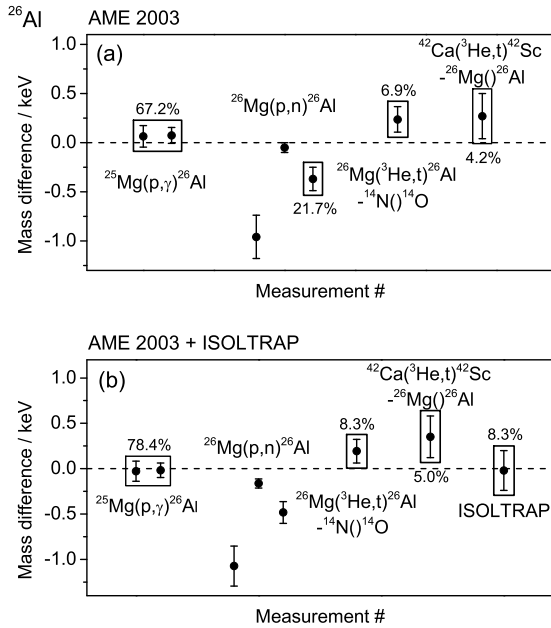 ²⁶Al
AME 2003
(a)
⁴²Ca(³He,t)⁴²Sc
-²⁶Mg()²⁶Al
67.2%
²⁶Mg(p,n)²⁶Al
6.9%
²⁵Mg(p,γ)²⁶Al
²⁶Mg(³He,t)²⁶Al
-¹⁴N()¹⁴O
21.7%
4.2%
1.0
0.5
0.0
-0.5
-1.0
Mass difference / keV
Measurement #
AME 2003 + ISOLTRAP
(b)
⁴²Ca(³He,t)⁴²Sc
-²⁶Mg()²⁶Al
78.4%
²⁶Mg(p,n)²⁶Al
8.3%
8.3%
²⁵Mg(p,γ)²⁶Al
²⁶Mg(³He,t)²⁶Al
-¹⁴N()¹⁴O
5.0%
ISOLTRAP
1.0
0.5
0.0
-0.5
-1.0
Mass difference / keV
Measurement #